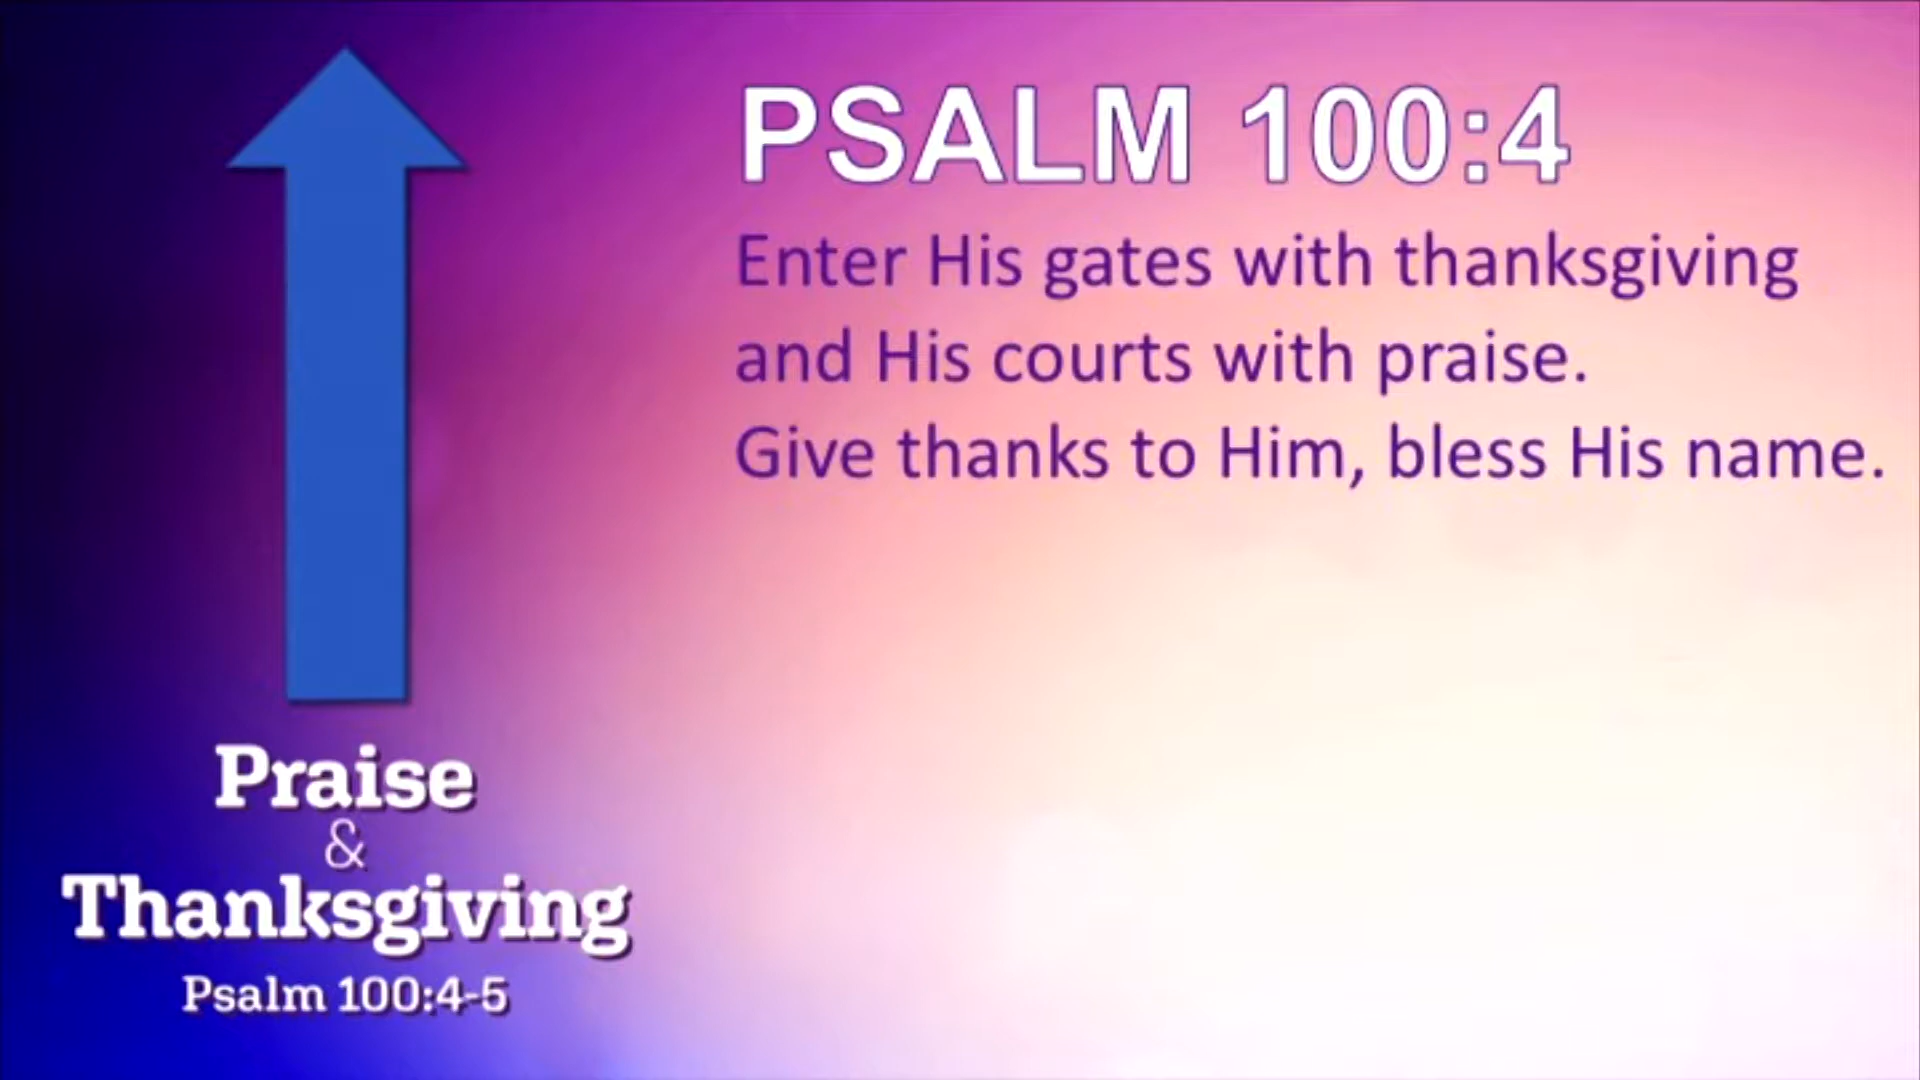 PSALM 100:4
Enter His gates with thanksgiving
and His courts with praise.
Give thanks to Him, bless His name.
Praise
&
Thanksgiving
Psalm 100:4-5